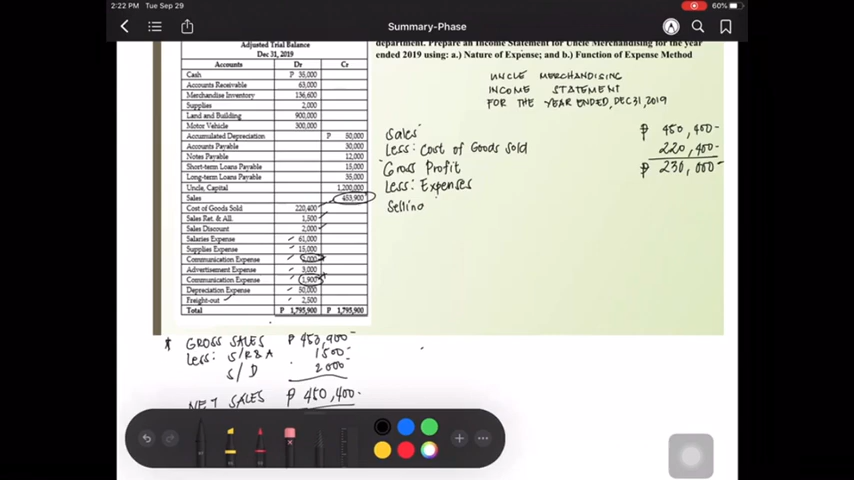 2:22 PM Tue Sep 29
60%
Summary-Phase
Adjusted Trial Balance
Dec 31, 2019
Accounts Dr Cr
Cash ₱ 35,000
Accounts Receivable 63,000
Merchandise Inventory 136,600
Supplies 2,000
Land and Building 900,000
Motor Vehicle 300,000
Accumulated Depreciation ₱ 50,000
Accounts Payable 30,000
Notes Payable 12,000
Short-term Loans Payable 15,000
Long-term Loans Payable 35,000
Uncle, Capital 1,200,000
Sales 453,900
Cost of Goods Sold 220,400
Sales Ret. & All. 1,500
Sales Discount 2,000
Salaries Expense 61,000
Supplies Expense 15,000
Communication Expense
Advertisement Expense 3,000
Communication Expense 1,900
Depreciation Expense 50,000
Freight-out 2,500
Total ₱ 1,795,900 ₱ 1,795,900
department. Prepare an Income Statement for Uncle Merchandising for the year
ended 2019 using: a.) Nature of Expense; and b.) Function of Expense Method
UNCLE MERCHANDISING
INCOME STATEMENT
FOR THE YEAR ENDED, DEC 31, 2019
Sales ₱ 450,400-
Less: Cost of Goods Sold 220,400-
Gross Profit ₱ 230,000-
Less: Expenses
Selling
* GROSS SALES ₱ 453,900-
Less: S/R&A 1500-
S/D 2000-
NET SALES ₱ 450,400-